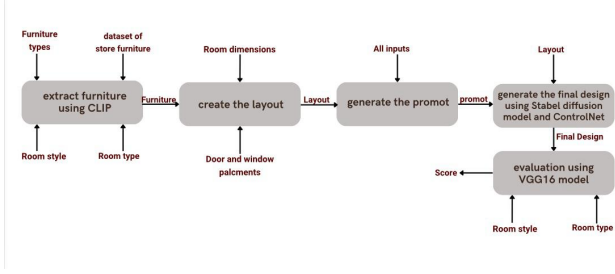 Furniture
types
dataset of
store furniture
Room dimensions
All inputs
Layout
extract furniture
using CLIP
Furniture
create the layout
Layout
generate the promot
promot
generate the final design
using Stabel diffusion
model and ControlNet
Room style
Room type
Door and window
palcments
Final Design
Score
evaluation using
VGG16 model
Room style
Room type